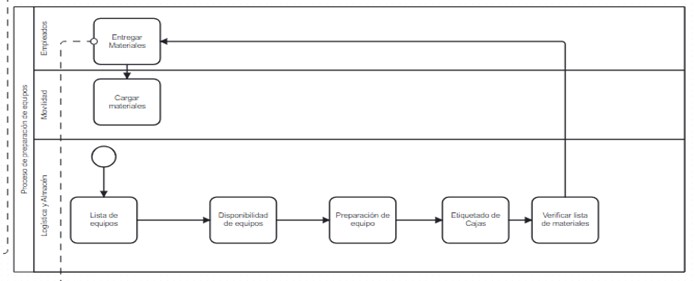 Proceso de preparación de equipos
Empleados
Entregar
Materiales
Movilidad
Cargar
materiales
Logística y Almacén
Lista de
equipos
Disponibilidad
de equipos
Preparación de
equipo
Etiquetado de
Cajas
Verificar lista
de materiales